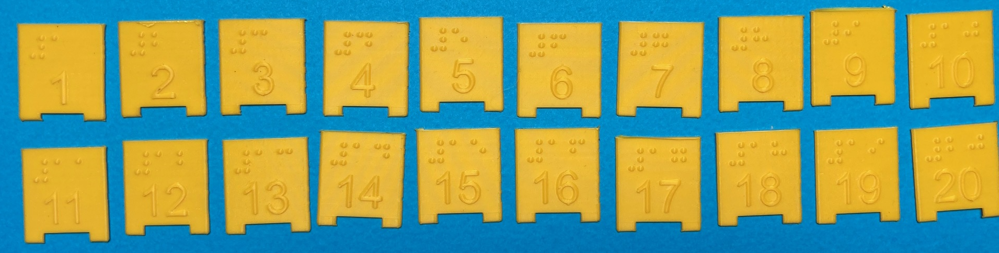 ⠼⠁ ⠼⠃ ⠼⠉ ⠼⠙ ⠼⠑ ⠼⠋ ⠼⠛ ⠼⠓ ⠼⠊ ⠼⠁⠚
1 2 3 4 5 6 7 8 9 10
⠼⠁⠁ ⠼⠁⠃ ⠼⠁⠉ ⠼⠁⠙ ⠼⠁⠑ ⠼⠁⠋ ⠼⠁⠛ ⠼⠁⠓ ⠼⠁⠊ ⠼⠃⠚
11 12 13 14 15 16 17 18 19 20